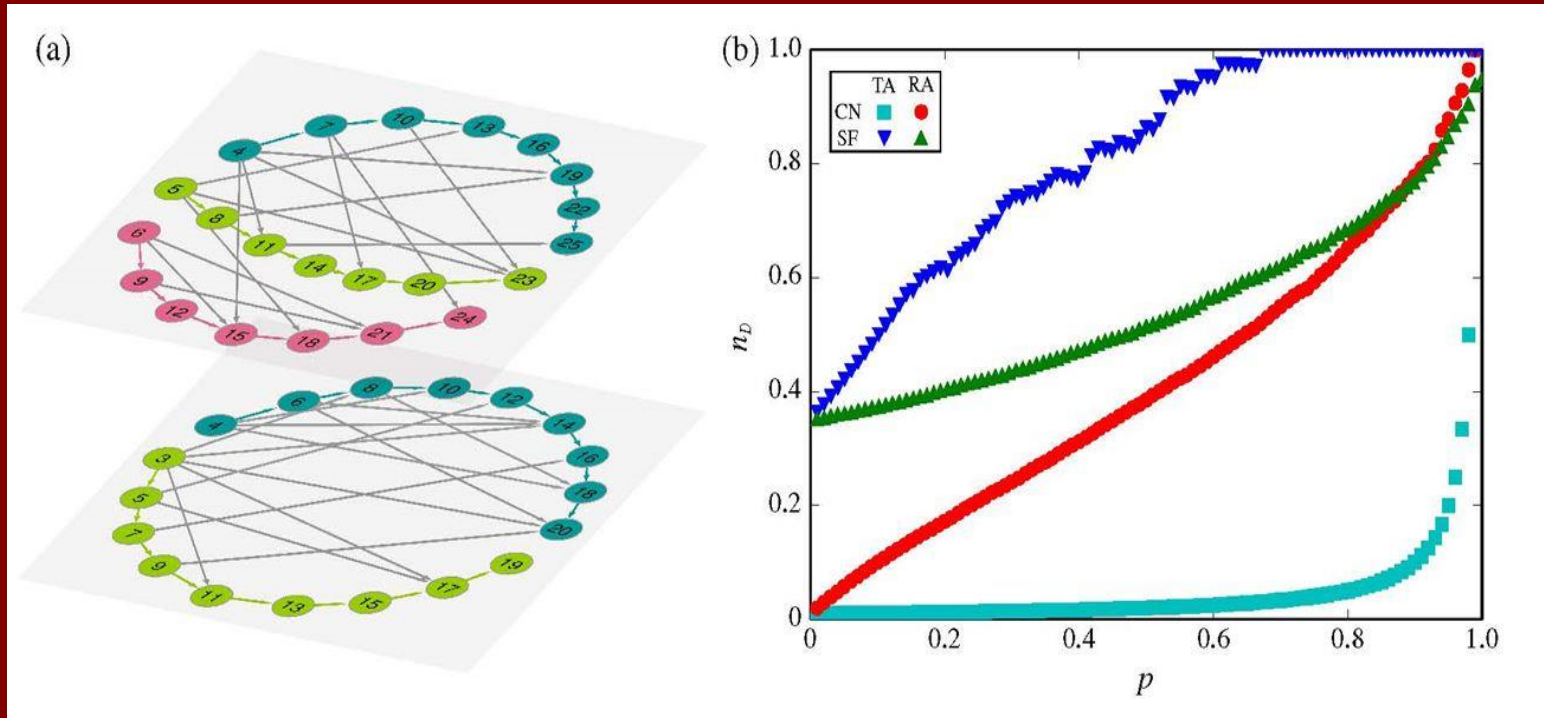 (a)
4 7 10 13 16 19 22 25
5 8 11 14 17 20 23
6 9 12 15 18 21 24
4 6 8 10 12 14 16 18 20
3 5 7 9 11 13 15 17 19
(b)
1.0
0.8
0.6
0.4
0.2
0
n_D
TA RA
CN
SF
0 0.2 0.4 0.6 0.8 1.0
p